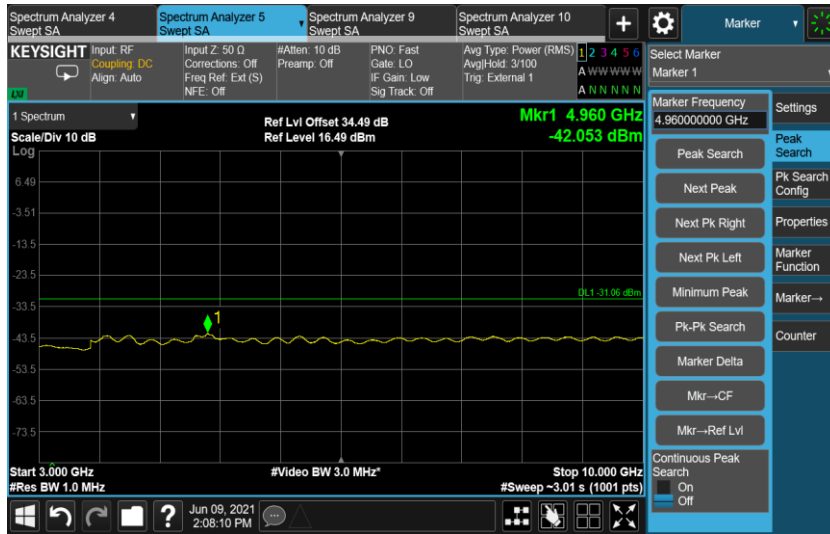 Spectrum Analyzer 4
Swept SA
Spectrum Analyzer 5
Swept SA
Spectrum Analyzer 9
Swept SA
Spectrum Analyzer 10
Swept SA
+
Marker
KEYSIGHT
LXI
Input: RF
Coupling: DC
Align: Auto
Input Z: 50 Ω
Corrections: Off
Freq Ref: Ext (S)
NFE: Off
#Atten: 10 dB
Preamp: Off
PNO: Fast
Gate: LO
IF Gain: Low
Sig Track: Off
Avg Type: Power (RMS)
Avg|Hold: 3/100
Trig: External 1
1 2 3 4 5 6
A W W W W W
A N N N N N
Select Marker
Marker 1
1 Spectrum
Scale/Div 10 dB
Log
Ref Lvl Offset 34.49 dB
Ref Level 16.49 dBm
Mkr1 4.960 GHz
-42.053 dBm
6.49
-3.51
-13.5
-23.5
-33.5
-43.5
-53.5
-63.5
-73.5
DL1 -31.06 dBm
1
Start 3.000 GHz
#Res BW 1.0 MHz
#Video BW 3.0 MHz*
Stop 10.000 GHz
#Sweep ~3.01 s (1001 pts)
Marker Frequency
4.960000000 GHz
Peak Search
Next Peak
Next Pk Right
Next Pk Left
Minimum Peak
Pk-Pk Search
Marker Delta
Mkr→CF
Mkr→Ref Lvl
Continuous Peak
Search
On
Off
Settings
Peak
Search
Pk Search
Config
Properties
Marker
Function
Marker→
Counter
?
Jun 09, 2021
2:08:10 PM